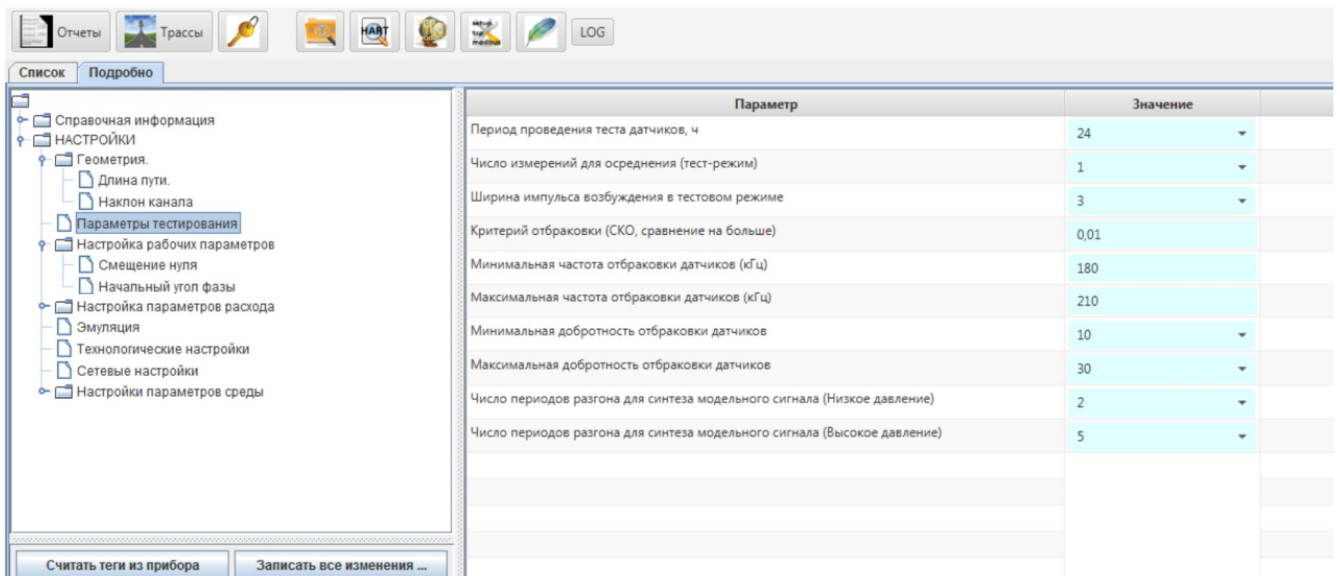 Отчеты
Трассы
HART
setup
tcp
modbus
LOG
Список
Подробно
Справочная информация
НАСТРОЙКИ
Геометрия.
Длина пути.
Наклон канала
Параметры тестирования
Настройка рабочих параметров
Смещение нуля
Начальный угол фазы
Настройка параметров расхода
Эмуляция
Технологические настройки
Сетевые настройки
Настройки параметров среды
Считать теги из прибора
Записать все изменения ...
Параметр Значение
Период проведения теста датчиков, ч 24
Число измерений для осреднения (тест-режим) 1
Ширина импульса возбуждения в тестовом режиме 3
Критерий отбраковки (СКО, сравнение на больше) 0,01
Минимальная частота отбраковки датчиков (кГц) 180
Максимальная частота отбраковки датчиков (кГц) 210
Минимальная добротность отбраковки датчиков 10
Максимальная добротность отбраковки датчиков 30
Число периодов разгона для синтеза модельного сигнала (Низкое давление) 2
Число периодов разгона для синтеза модельного сигнала (Высокое давление) 5